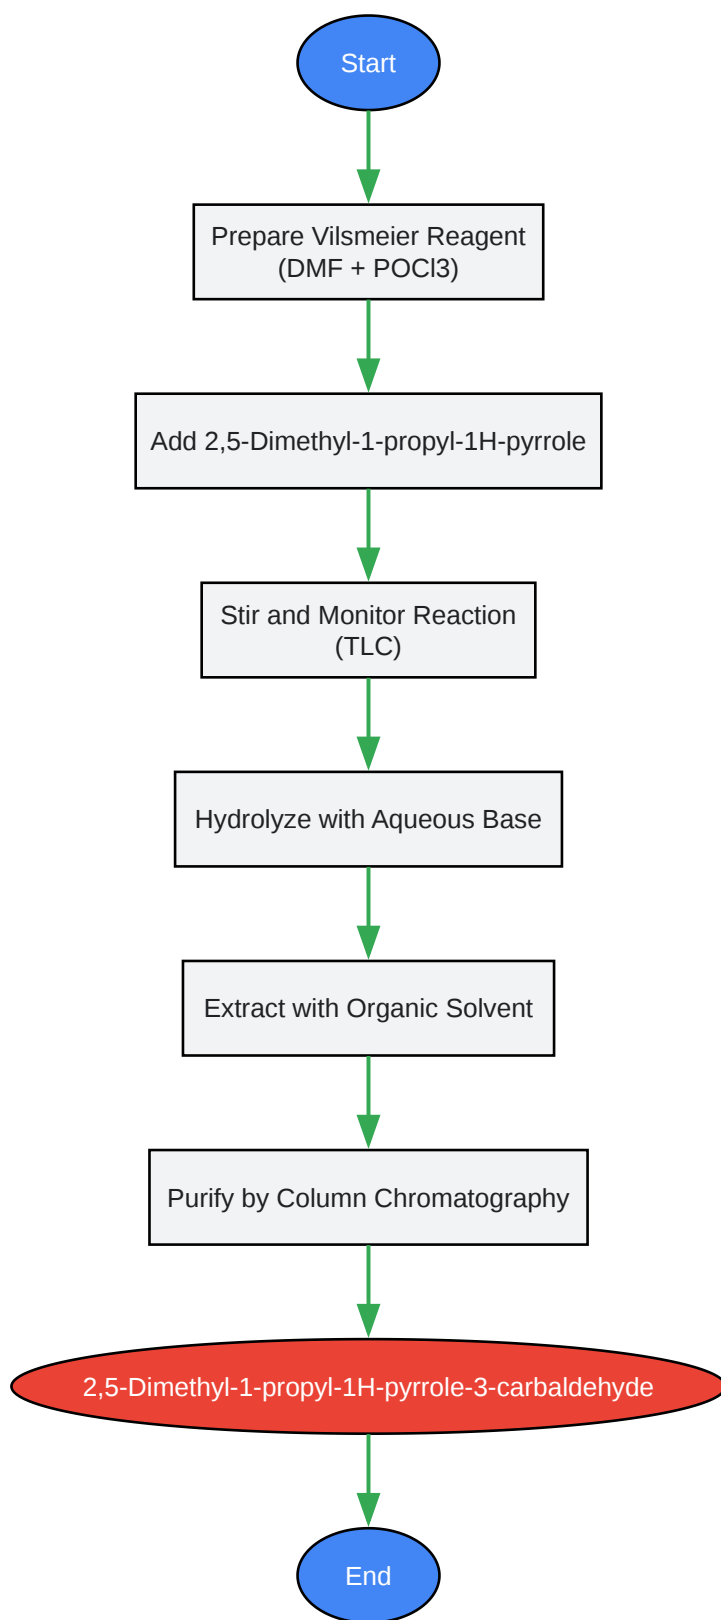 Start
Prepare Vilsmeier Reagent
(DMF + POCl3)
Add 2,5-Dimethyl-1-propyl-1H-pyrrole
Stir and Monitor Reaction
(TLC)
Hydrolyze with Aqueous Base
Extract with Organic Solvent
Purify by Column Chromatography
2,5-Dimethyl-1-propyl-1H-pyrrole-3-carbaldehyde
End